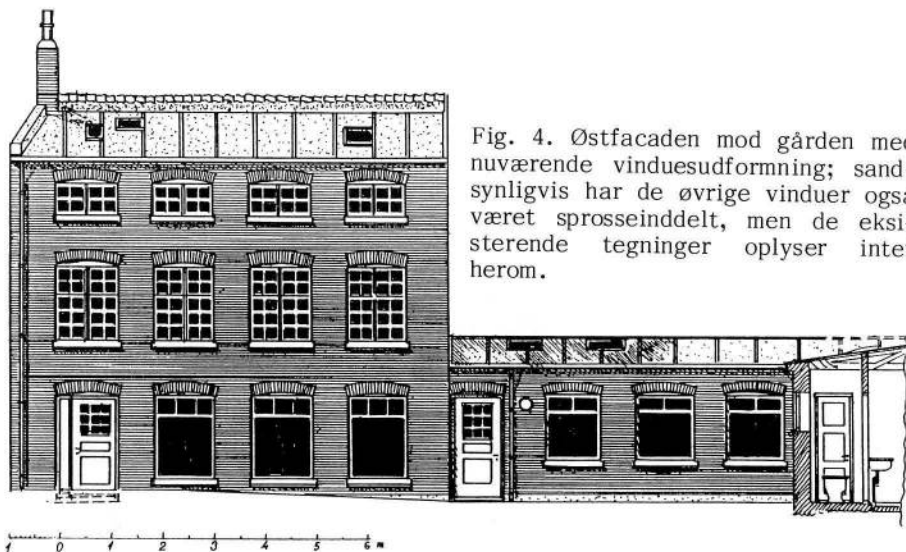 Fig. 4. Østfacaden mod gården med
nuværende vinduesudformning; sand-
synligvis har de øvrige vinduer også
været sprosseinddelt, men de eksi-
sterende tegninger oplyser intet
herom.
1 0 1 2 3 4 5 6 m